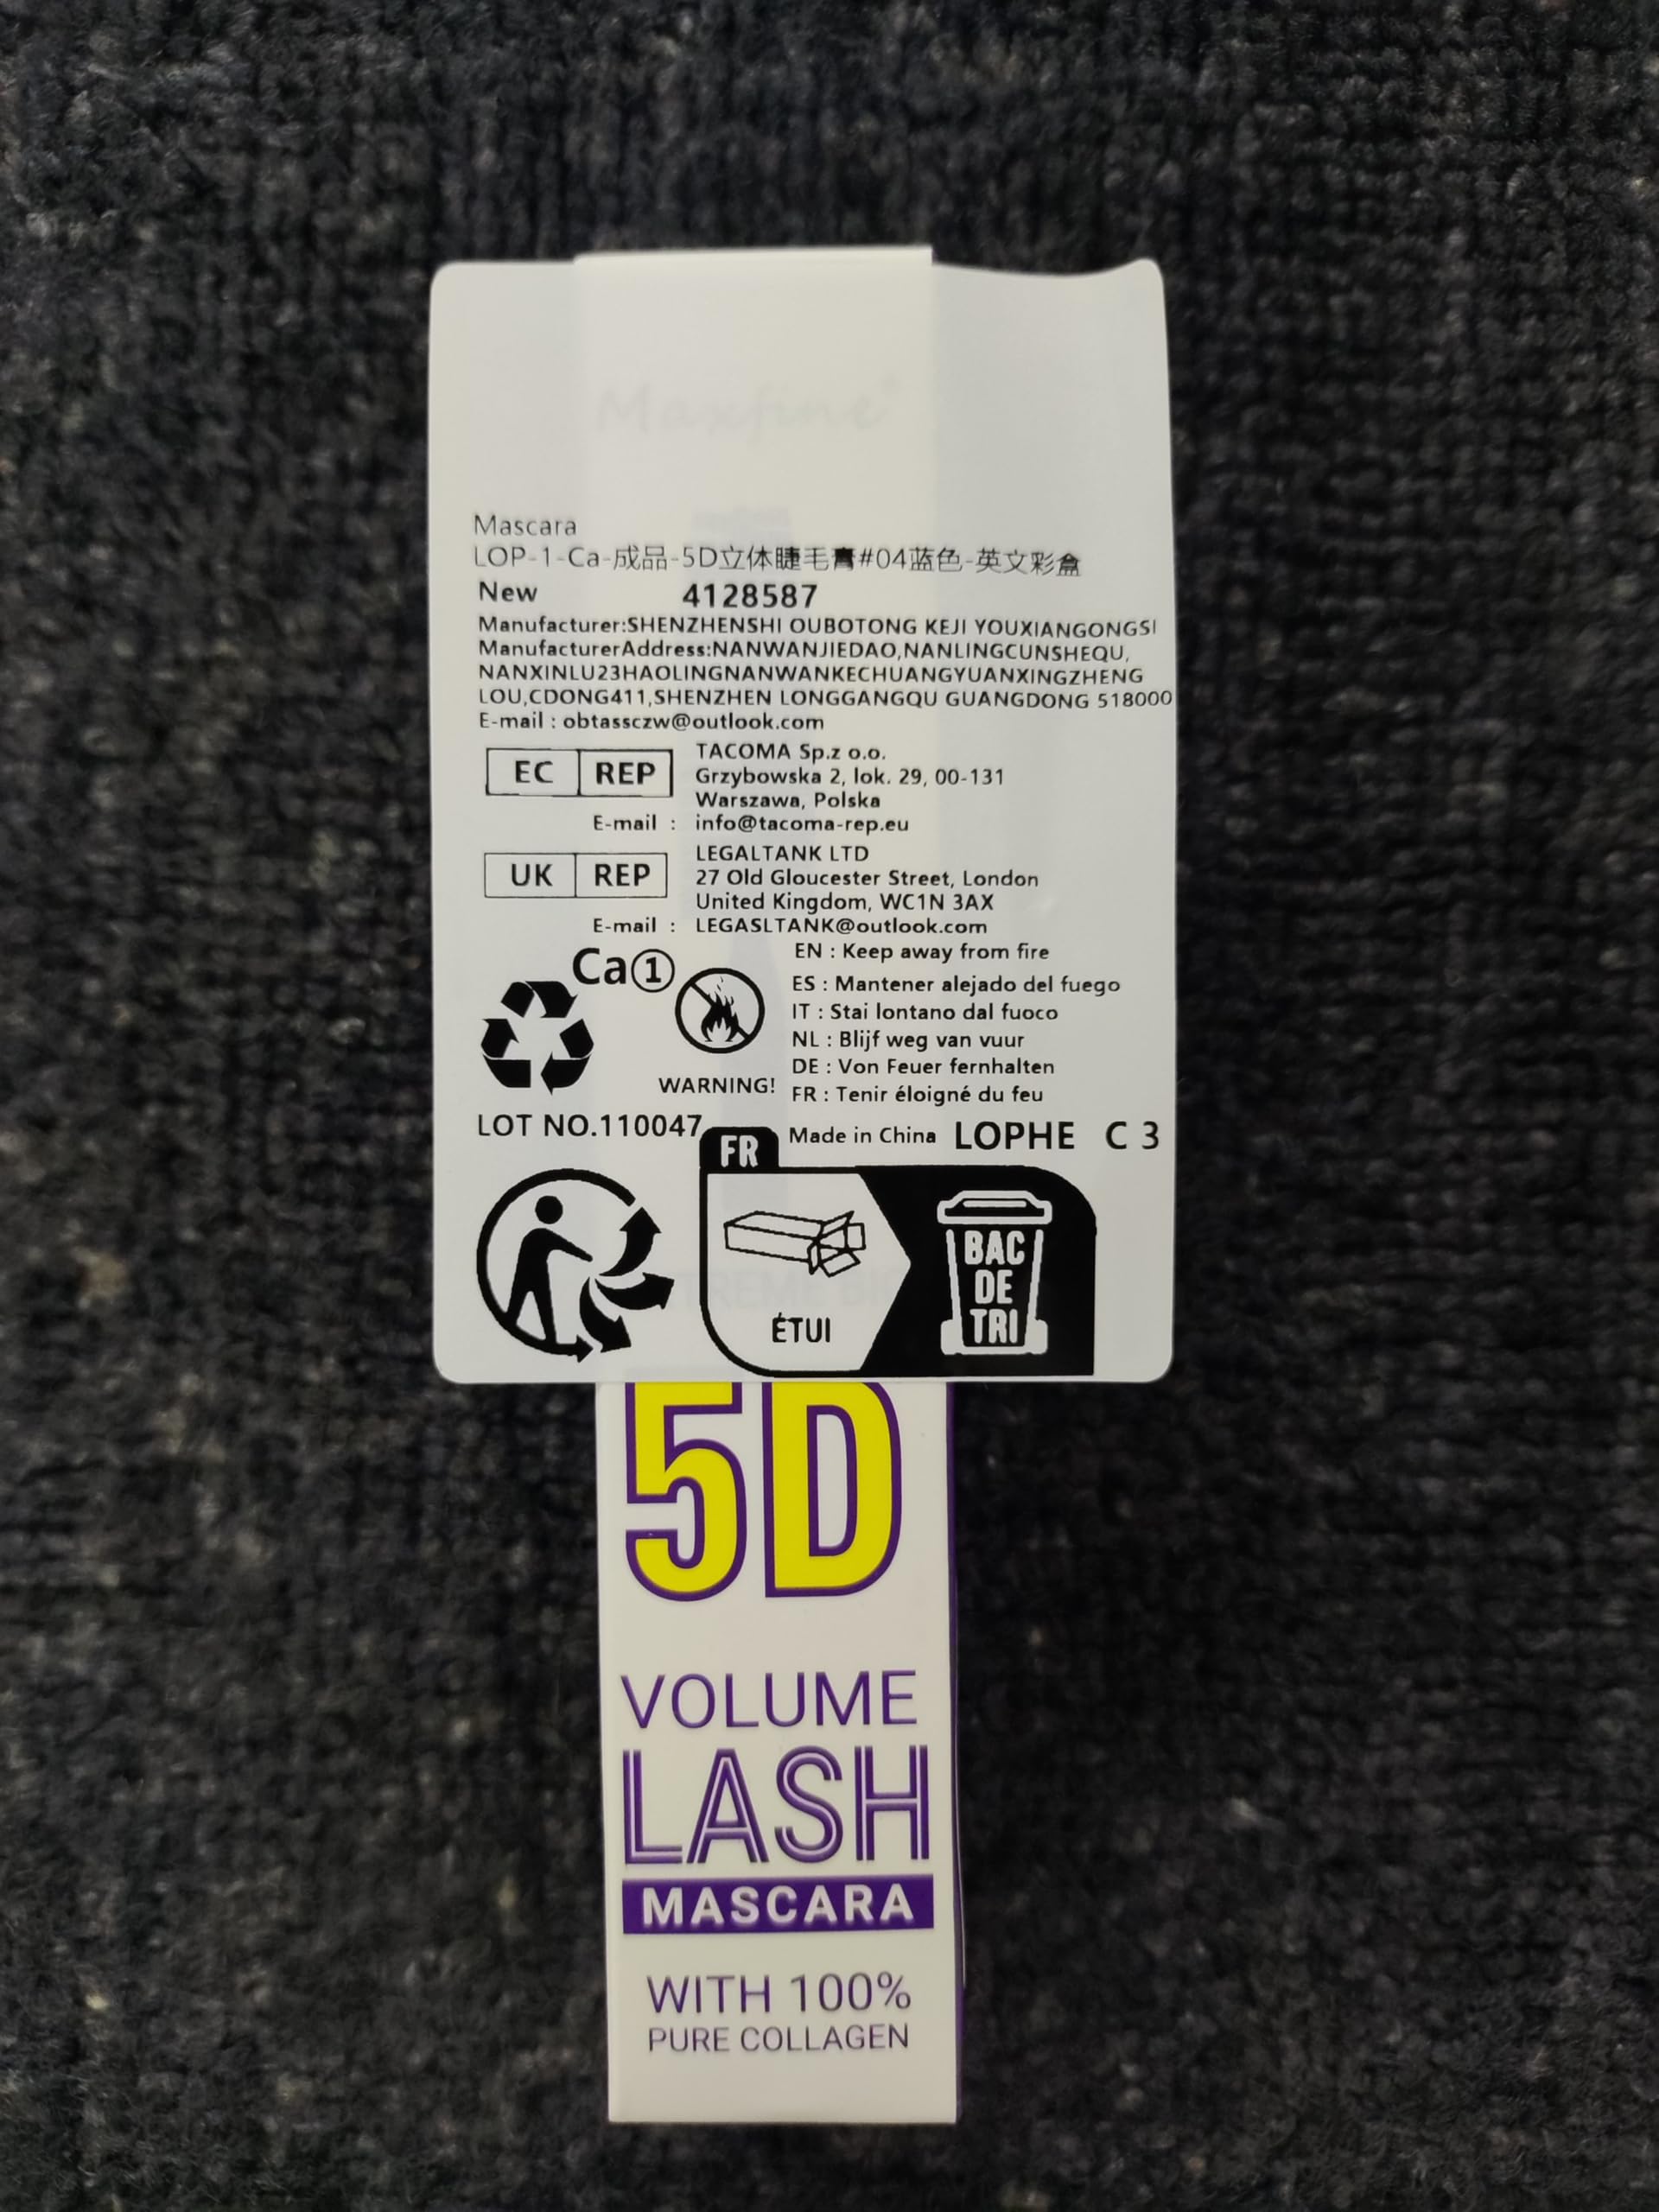 Maxfine®
Mascara
LOP-1-Ca-成品-5D立体睫毛膏#04蓝色-英文彩盒
New 4128587
Manufacturer:SHENZHENSHI OUBOTONG KEJI YOUXIANGONGSI
ManufacturerAddress:NANWANJIEDAO,NANLINGCUNSHEQU,
NANXINLU23HAOLINGNANWANKECHUANGYUANXINGZHENG
LOU,CDONG411,SHENZHEN LONGGANGQU GUANGDONG 518000
E-mail : obtassczw@outlook.com
EC REP
TACOMA Sp.z o.o.
Grzybowska 2, lok. 29, 00-131
Warszawa, Polska
E-mail : info@tacoma-rep.eu
UK REP
LEGALTANK LTD
27 Old Gloucester Street, London
United Kingdom, WC1N 3AX
E-mail : LEGASLTANK@outlook.com
Ca①
WARNING!
EN : Keep away from fire
ES : Mantener alejado del fuego
IT : Stai lontano dal fuoco
NL : Blijf weg van vuur
DE : Von Feuer fernhalten
FR : Tenir éloigné du feu
LOT NO.110047
Made in China LOPHE C 3
FR
ÉTUI
BAC
DE
TRI
5D
VOLUME
LASH
MASCARA
WITH 100%
PURE COLLAGEN